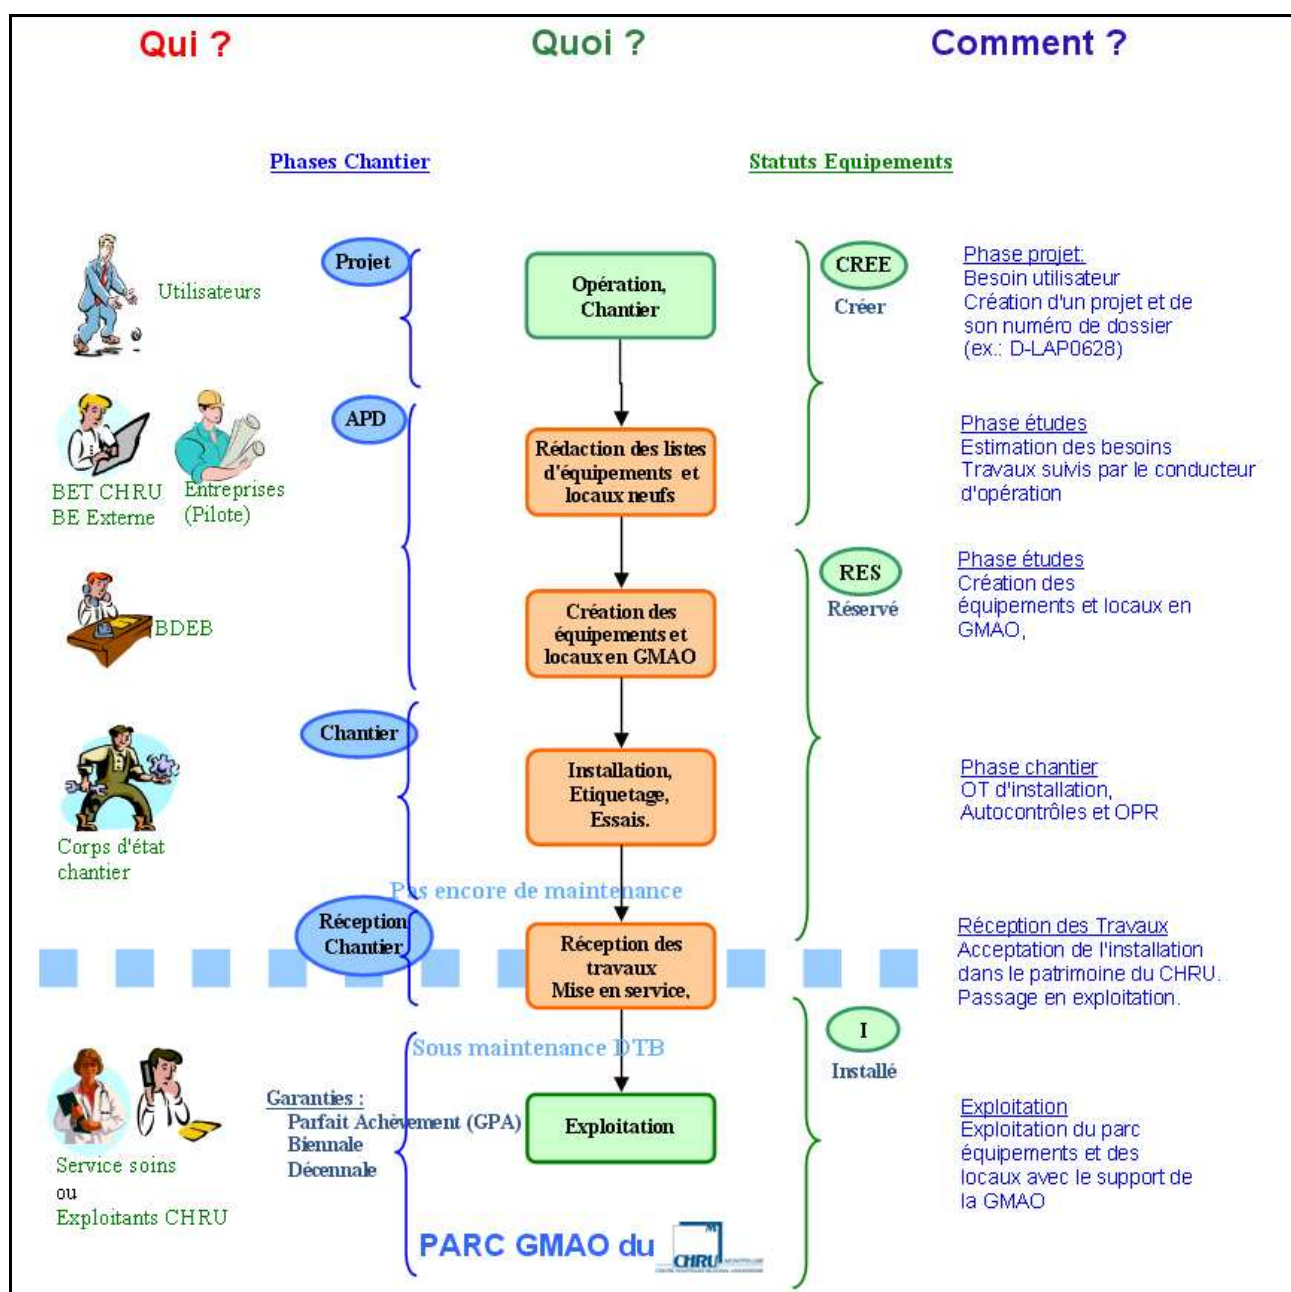 Qui ?
Quoi ?
Comment ?
Phases Chantier
Statuts Equipements
Utilisateurs
Projet
Opération,
Chantier
CREE
Créer
Phase projet:
Besoin utilisateur
Création d'un projet et de
son numéro de dossier
(ex.: D-LAP0628)
BET CHRU
BE Externe
Entreprises
(Pilote)
APD
Rédaction des listes
d'équipements et
locaux neufs
Phase études
Estimation des besoins
Travaux suivis par le conducteur
d'opération
BDEB
Création des
équipements et
locaux en GMAO
RES
Réservé
Phase études
Création des
équipements et locaux en
GMAO,
Corps d'état
chantier
Chantier
Installation,
Etiquetage,
Essais.
Phase chantier
OT d'installation,
Autocontrôles et OPR
Pas encore de maintenance
Réception
Chantier
Réception des
travaux
Mise en service,
Réception des Travaux
Acceptation de l'installation
dans le patrimoine du CHRU.
Passage en exploitation.
Sous maintenance DTB
I
Installé
Service soins
ou
Exploitants CHRU
Garanties :
Parfait Achèvement (GPA)
Biennale
Décennale
Exploitation
Exploitation
Exploitation du parc
équipements et des
locaux avec le support de
la GMAO
PARC GMAO du
M
CHRU MONTPELLIER